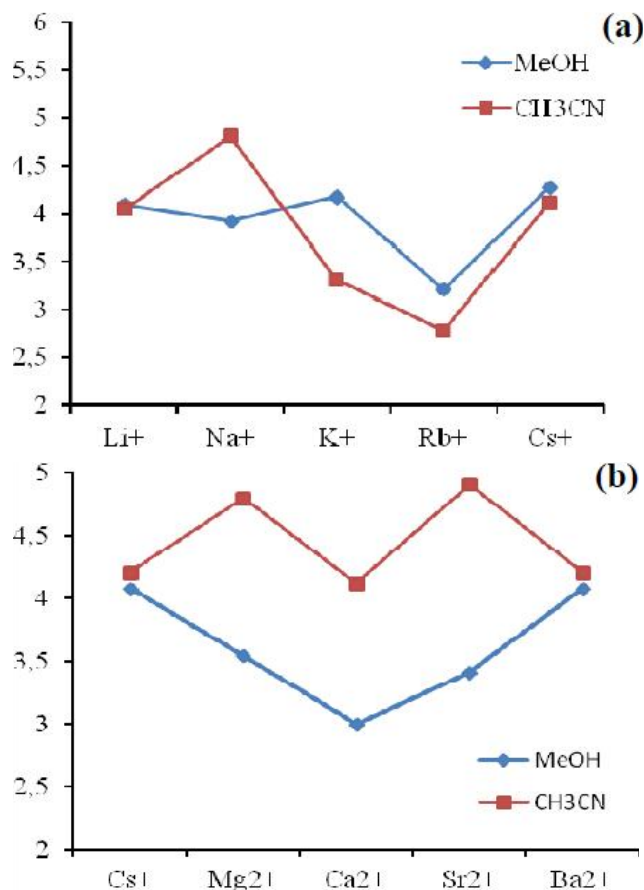 (a)
6
5,5
5
4,5
4
3,5
3
2,5
2
MeOH
CH3CN
Li+ Na+ K+ Rb+ Cs+
(b)
5
4,5
4
3,5
3
2,5
2
MeOH
CH3CN
Cs+ Mg2+ Ca2+ Sr2+ Ba2+